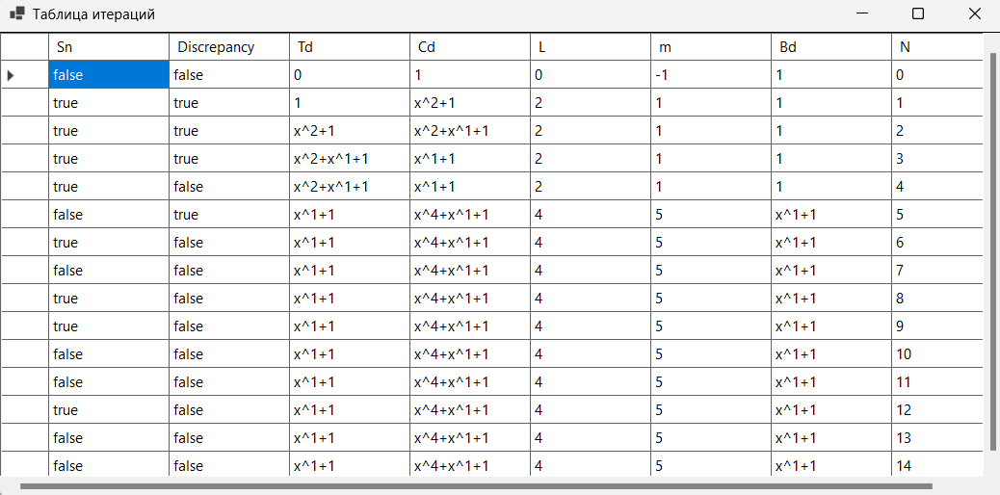 Таблица итераций
Sn Discrepancy Td Cd L m Bd N
false false 0 1 0 -1 1 0
true true 1 x^2+1 2 1 1 1
true true x^2+1 x^2+x^1+1 2 1 1 2
true true x^2+x^1+1 x^1+1 2 1 1 3
true false x^2+x^1+1 x^1+1 2 1 1 4
false true x^1+1 x^4+x^1+1 4 5 x^1+1 5
true false x^1+1 x^4+x^1+1 4 5 x^1+1 6
false false x^1+1 x^4+x^1+1 4 5 x^1+1 7
true false x^1+1 x^4+x^1+1 4 5 x^1+1 8
true false x^1+1 x^4+x^1+1 4 5 x^1+1 9
false false x^1+1 x^4+x^1+1 4 5 x^1+1 10
false false x^1+1 x^4+x^1+1 4 5 x^1+1 11
true false x^1+1 x^4+x^1+1 4 5 x^1+1 12
false false x^1+1 x^4+x^1+1 4 5 x^1+1 13
false false x^1+1 x^4+x^1+1 4 5 x^1+1 14